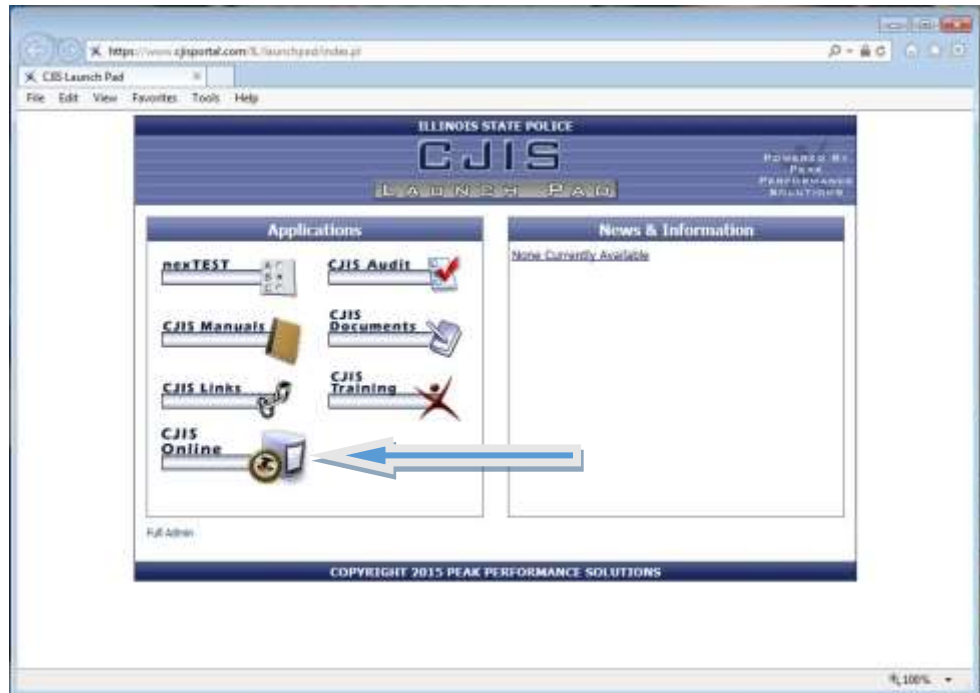 https://www.cjisportal.com/IL/launchpad/index.pl
CJIS Launch Pad
File Edit View Favorites Tools Help
ILLINOIS STATE POLICE
CJIS
LAUNCH PAD
POWERED BY
PEAK
PERFORMANCE
SOLUTIONS
Applications
News & Information
nexTEST
CJIS Audit
None Currently Available
CJIS Manuals
CJIS
Documents
CJIS Links
CJIS
Training
CJIS
Online
Full Admin
COPYRIGHT 2015 PEAK PERFORMANCE SOLUTIONS
100%